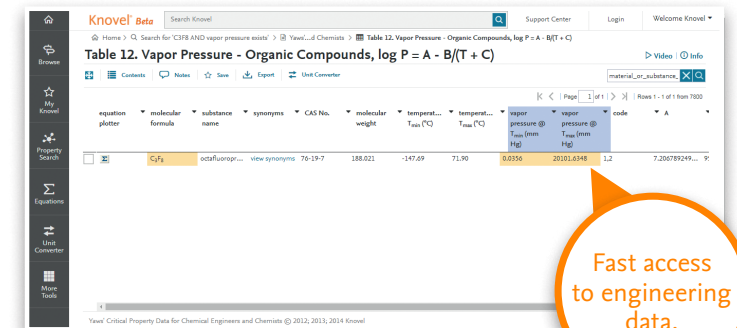 Knovel® Beta
Search Knovel
Support Center
Login
Welcome Knovel
Home > Search for 'C3F8 AND vapor pressure exists' > Yaws'...d Chemists > Table 12. Vapor Pressure - Organic Compounds, log P = A - B/(T + C)
Table 12. Vapor Pressure - Organic Compounds, log P = A - B/(T + C)
Video | Info
Contents
Notes
Save
Export
Unit Converter
material_or_substance_
Page 1 of 1
Rows 1 - 1 of 1 from 7800
equation plotter
molecular formula
substance name
synonyms
CAS No.
molecular weight
temperat... Tmin (°C)
temperat... Tmax (°C)
vapor pressure @ Tmin (mm Hg)
vapor pressure @ Tmax (mm Hg)
code
A
Σ
C₃F₈
octafluoropr...
view synonyms
76-19-7
188.021
-147.69
71.90
0.0356
20101.6348
1,2
7.206789249...
Browse
My Knovel
Property Search
Equations
Unit Converter
More Tools
Yaws' Critical Property Data for Chemical Engineers and Chemists © 2012; 2013; 2014 Knovel
Fast access
to engineering
data.